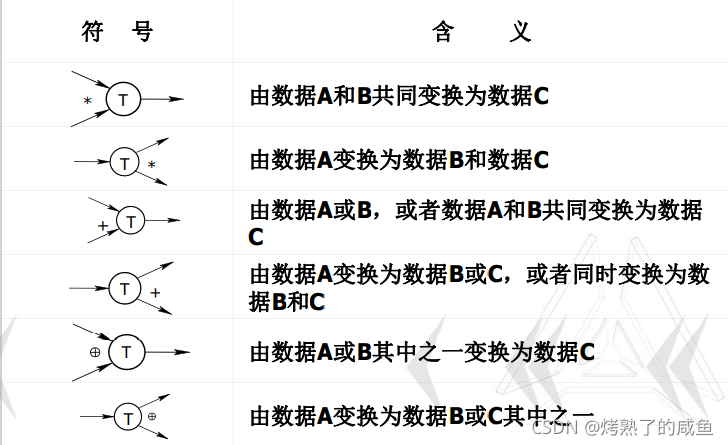 符 号
含 义
* T
由数据A和B共同变换为数据C
T *
由数据A变换为数据B和数据C
+ T
由数据A或B，或者数据A和B共同变换为数据
C
T +
由数据A变换为数据B或C，或者同时变换为数
据B和C
⊕ T
由数据A或B其中之一变换为数据C
T ⊕
由数据A变换为数据B或C其中之一
CSDN @烤熟了的咸鱼